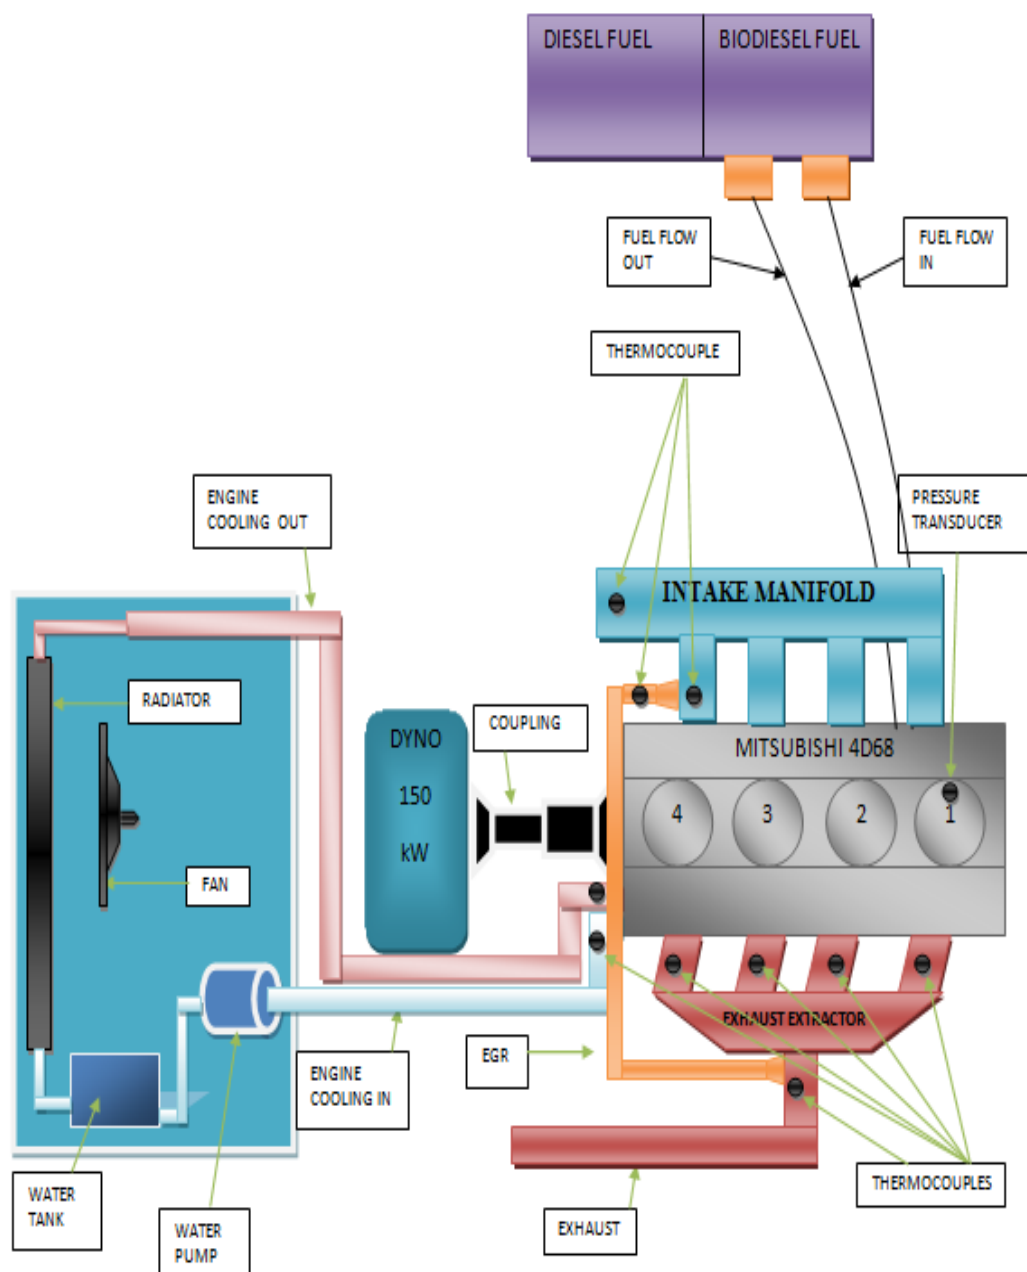 DIESEL FUEL
BIODIESEL FUEL
FUEL FLOW
OUT
FUEL FLOW
IN
THERMOCOUPLE
ENGINE
COOLING OUT
PRESSURE
TRANSDUCER
INTAKE MANIFOLD
RADIATOR
COUPLING
DYNO
150
kW
MITSUBISHI 4D68
4
3
2
1
FAN
EXHAUST EXTRACTOR
EGR
ENGINE
COOLING IN
WATER
TANK
WATER
PUMP
EXHAUST
THERMOCOUPLES